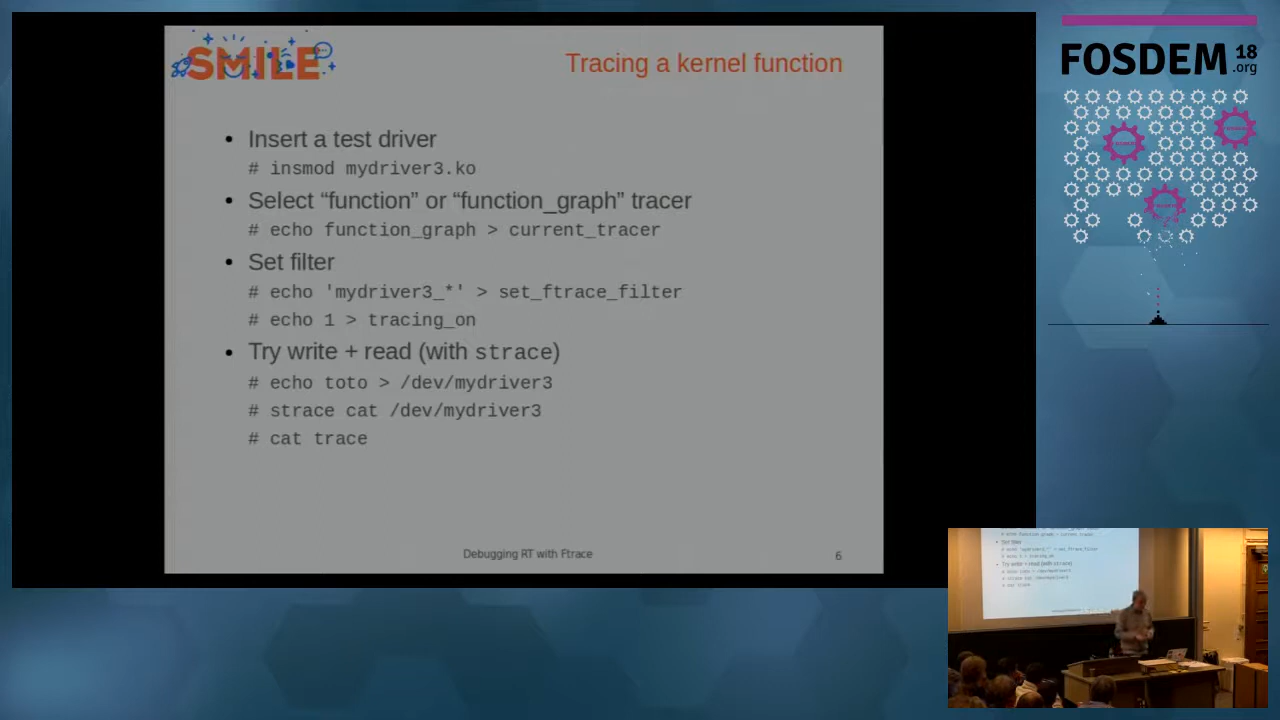 SMILE
Tracing a kernel function
• Insert a test driver
# insmod mydriver3.ko
• Select “function” or “function_graph” tracer
# echo function_graph > current_tracer
• Set filter
# echo 'mydriver3_*' > set_ftrace_filter
# echo 1 > tracing_on
• Try write + read (with strace)
# echo toto > /dev/mydriver3
# strace cat /dev/mydriver3
# cat trace
Debugging RT with Ftrace
6
FOSDEM 18
.org